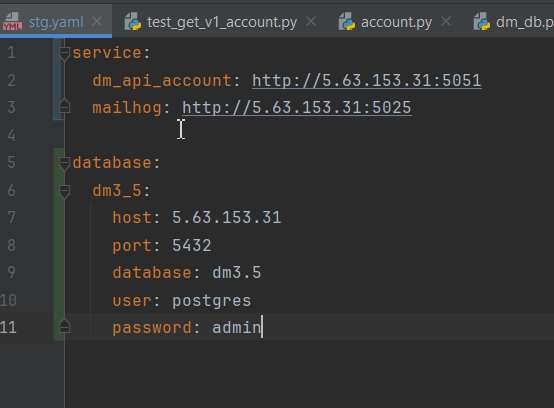 stg.yaml test_get_v1_account.py account.py dm_db.p
YML
1 service:
2 dm_api_account: http://5.63.153.31:5051
3 mailhog: http://5.63.153.31:5025
4
5 database:
6 dm3_5:
7 host: 5.63.153.31
8 port: 5432
9 database: dm3.5
10 user: postgres
11 password: admin